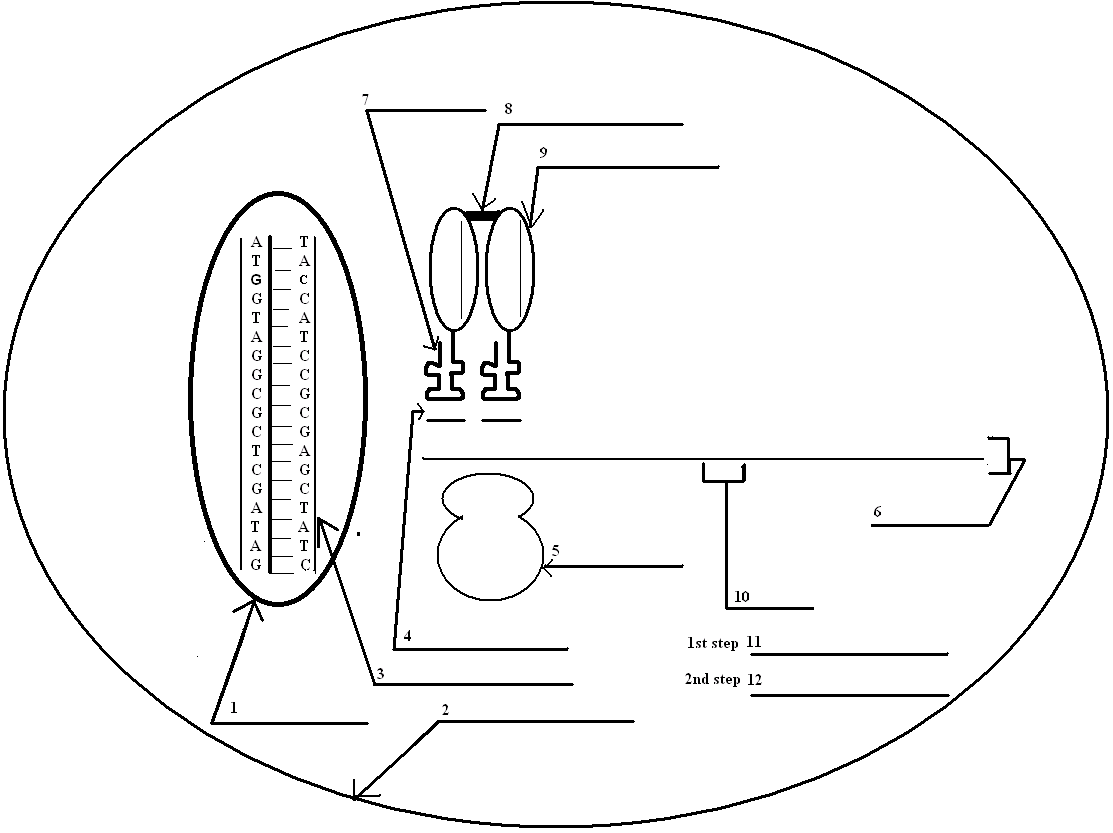 7
8
9
A T
T A
G C
G C
T A
A T
G C
G C
C G
G C
C G
T A
C G
G C
A T
T A
A T
G C
6
5
10
4
1st step 11
3
2nd step 12
1
2